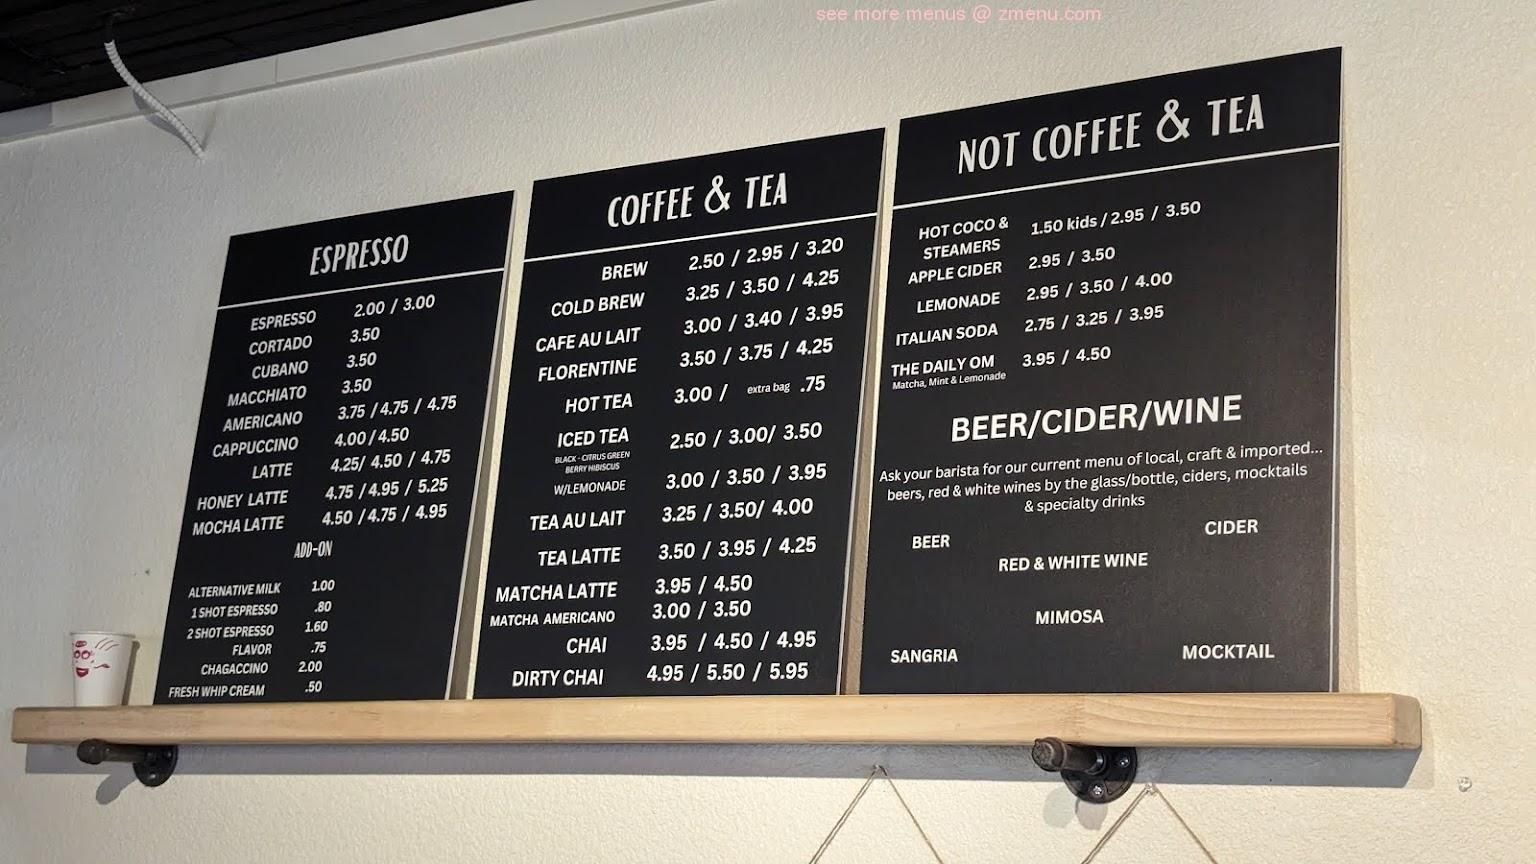 see more menus @ zmenu.com
ESPRESSO
ESPRESSO 2.00 / 3.00
CORTADO 3.50
CUBANO 3.50
MACCHIATO 3.50
AMERICANO 3.75 / 4.75 / 4.75
CAPPUCCINO 4.00 / 4.50
LATTE 4.25/ 4.50 / 4.75
HONEY LATTE 4.75 / 4.95 / 5.25
MOCHA LATTE 4.50 / 4.75 / 4.95
ADD-ON
ALTERNATIVE MILK 1.00
1 SHOT ESPRESSO .80
2 SHOT ESPRESSO 1.60
FLAVOR .75
CHAGACCINO 2.00
FRESH WHIP CREAM .50
COFFEE & TEA
BREW 2.50 / 2.95 / 3.20
COLD BREW 3.25 / 3.50 / 4.25
CAFE AU LAIT 3.00 / 3.40 / 3.95
FLORENTINE 3.50 / 3.75 / 4.25
HOT TEA 3.00 / extra bag .75
ICED TEA 2.50 / 3.00/ 3.50
BLACK - CITRUS GREEN
BERRY HIBISCUS
W/LEMONADE 3.00 / 3.50 / 3.95
TEA AU LAIT 3.25 / 3.50/ 4.00
TEA LATTE 3.50 / 3.95 / 4.25
MATCHA LATTE 3.95 / 4.50
MATCHA AMERICANO 3.00 / 3.50
CHAI 3.95 / 4.50 / 4.95
DIRTY CHAI 4.95 / 5.50 / 5.95
NOT COFFEE & TEA
HOT COCO & 1.50 kids / 2.95 / 3.50
STEAMERS
APPLE CIDER 2.95 / 3.50
LEMONADE 2.95 / 3.50 / 4.00
ITALIAN SODA 2.75 / 3.25 / 3.95
THE DAILY OM 3.95 / 4.50
Matcha, Mint & Lemonade
BEER/CIDER/WINE
Ask your barista for our current menu of local, craft & imported...
beers, red & white wines by the glass/bottle, ciders, mocktails
& specialty drinks
BEER CIDER
RED & WHITE WINE
MIMOSA
SANGRIA MOCKTAIL